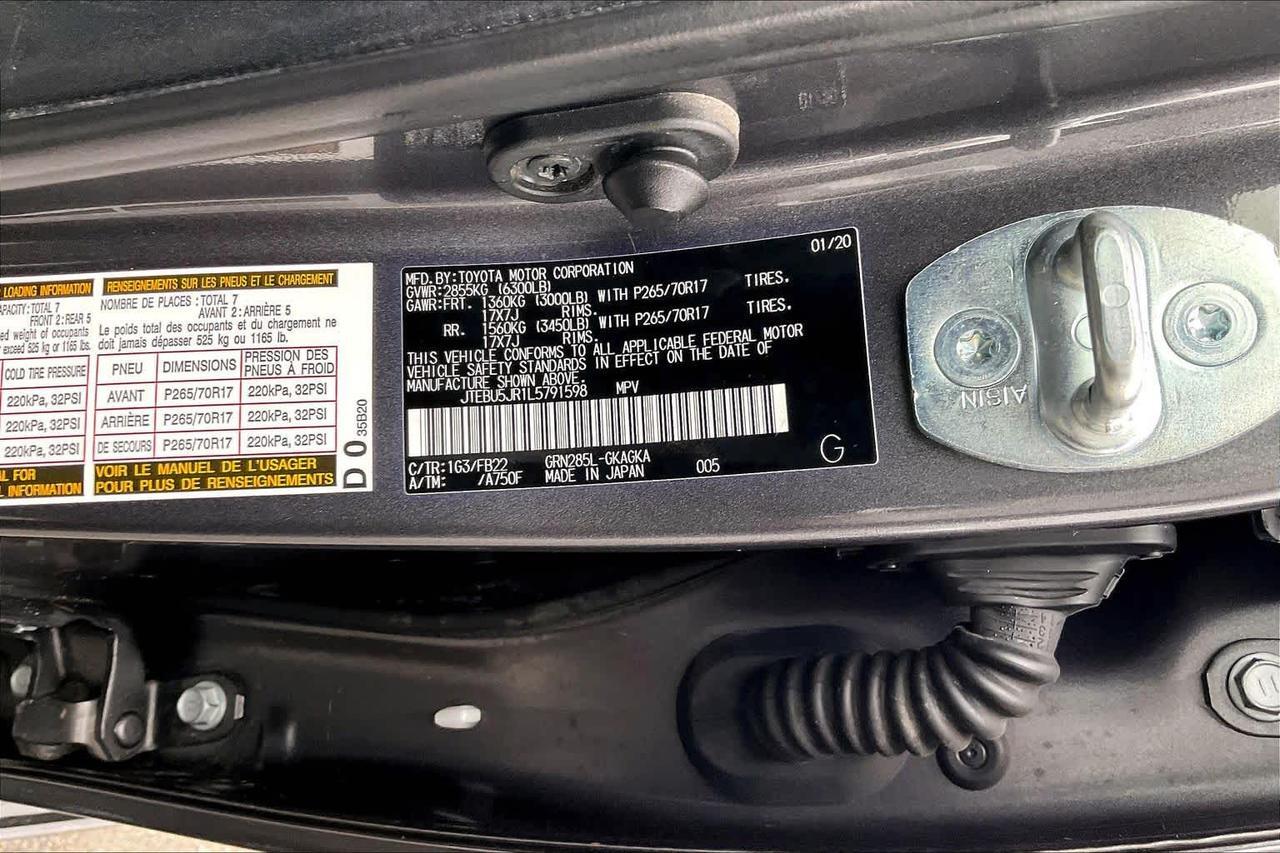 LOADING INFORMATION
CAPACITY: TOTAL 7
FRONT 2: REAR 5
weight of occupants
exceed 525 kg or 1165 lbs.
COLD TIRE PRESSURE
220kPa, 32PSI
220kPa, 32PSI
220kPa, 32PSI
FOR
INFORMATION
RENSEIGNEMENTS SUR LES PNEUS ET LE CHARGEMENT
NOMBRE DE PLACES : TOTAL 7
AVANT 2 : ARRIÈRE 5
Le poids total des occupants et du chargement ne
doit jamais dépasser 525 kg ou 1165 lb.
PNEU DIMENSIONS PRESSION DES PNEUS À FROID
AVANT P265/70R17 220kPa, 32PSI
ARRIÈRE P265/70R17 220kPa, 32PSI
DE SECOURS P265/70R17 220kPa, 32PSI
VOIR LE MANUEL DE L'USAGER
POUR PLUS DE RENSEIGNEMENTS
D 0 35B20
01/20
MFD.BY:TOYOTA MOTOR CORPORATION
GVWR:2855KG (6300LB)
GAWR:FRT. 1360KG (3000LB) WITH P265/70R17 TIRES.
17X7J RIMS.
RR. 1560KG (3450LB) WITH P265/70R17 TIRES.
17X7J RIMS.
THIS VEHICLE CONFORMS TO ALL APPLICABLE FEDERAL MOTOR
VEHICLE SAFETY STANDARDS IN EFFECT ON THE DATE OF
MANUFACTURE SHOWN ABOVE.
JTEBU5JR1L5791598 MPV
C/TR:1G3/FB22 GRN285L-GKAGKA 005
A/TM: /A750F MADE IN JAPAN
G
AISIN